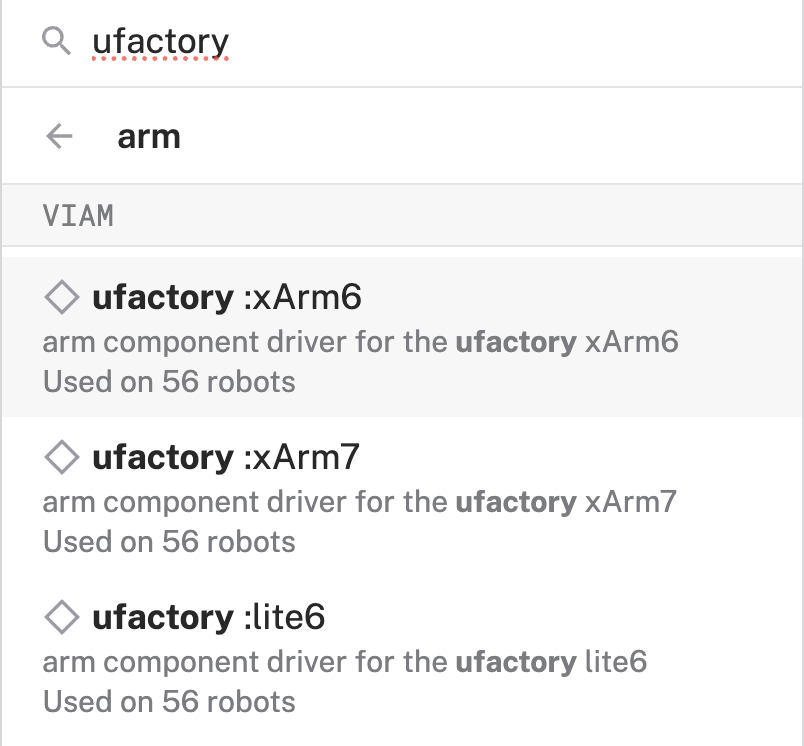 ufactory
arm
VIAM
ufactory :xArm6
arm component driver for the ufactory xArm6
Used on 56 robots
ufactory :xArm7
arm component driver for the ufactory xArm7
Used on 56 robots
ufactory :lite6
arm component driver for the ufactory lite6
Used on 56 robots